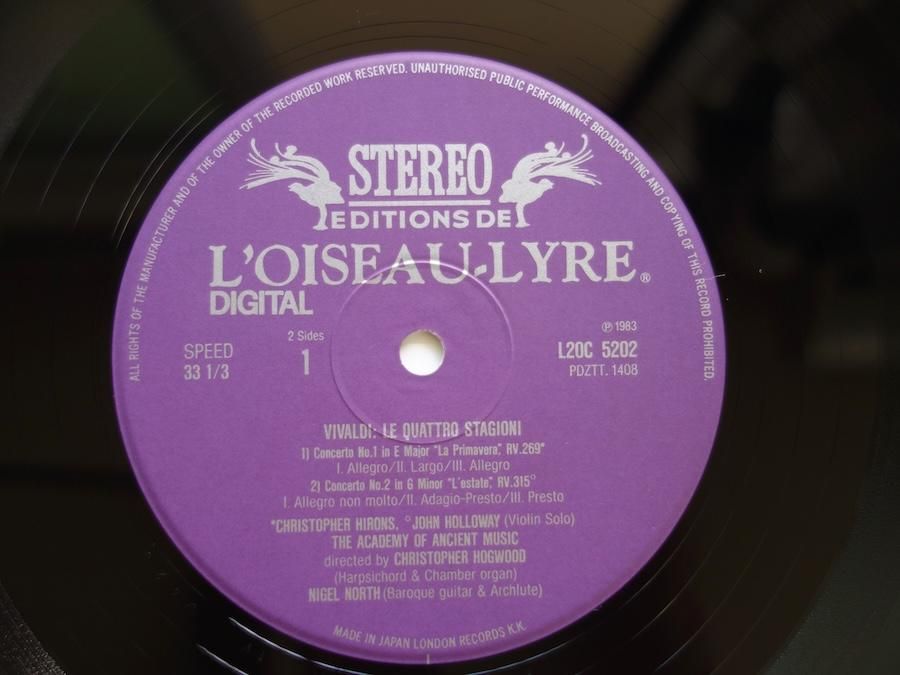 ALL RIGHTS OF THE MANUFACTURER AND OF THE OWNER OF THE RECORDED WORK RESERVED. UNAUTHORISED PUBLIC PERFORMANCE BROADCASTING AND COPYING OF THIS RECORD PROHIBITED.
STEREO
EDITIONS DE
L'OISEAU-LYRE®
DIGITAL
SPEED
33 1/3
2 Sides
1
℗ 1983
L20C 5202
PDZTT. 1408
VIVALDI: LE QUATTRO STAGIONI
1) Concerto No.1 in E Major "La Primavera", RV.269*
I. Allegro/II. Largo/III. Allegro
2) Concerto No.2 in G Minor "L'estate", RV.315°
I. Allegro non molto/II. Adagio-Presto/III. Presto
*CHRISTOPHER HIRONS, °JOHN HOLLOWAY (Violin Solo)
THE ACADEMY OF ANCIENT MUSIC
directed by CHRISTOPHER HOGWOOD
(Harpsichord & Chamber organ)
NIGEL NORTH (Baroque guitar & Archlute)
MADE IN JAPAN LONDON RECORDS K.K.